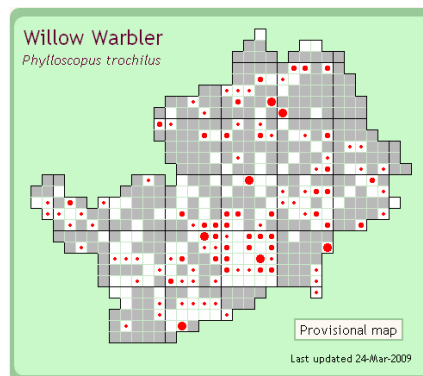 Willow Warbler
Phylloscopus trochilus
Provisional map
Last updated 24-Mar-2009